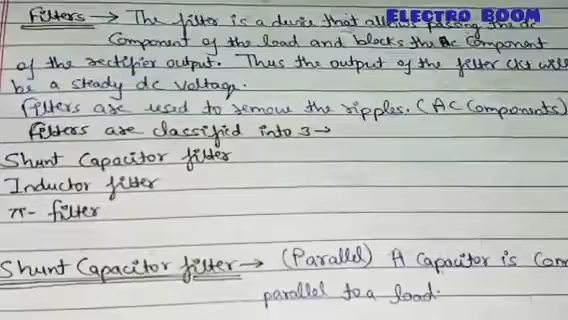 ELECTRO BOOM
Filters → The filter is a device that allows passing the dc
Component of the load and blocks the ac Component
of the rectifier output. Thus the output of the filter ckt will
be a steady dc voltage.
Filters are used to remove the ripples. (AC Components)
Filters are classified into 3 →
Shunt Capacitor filter
Inductor filter
π- filter
Shunt Capacitor filter → (Parallel) A Capacitor is Con
parallel to a load.